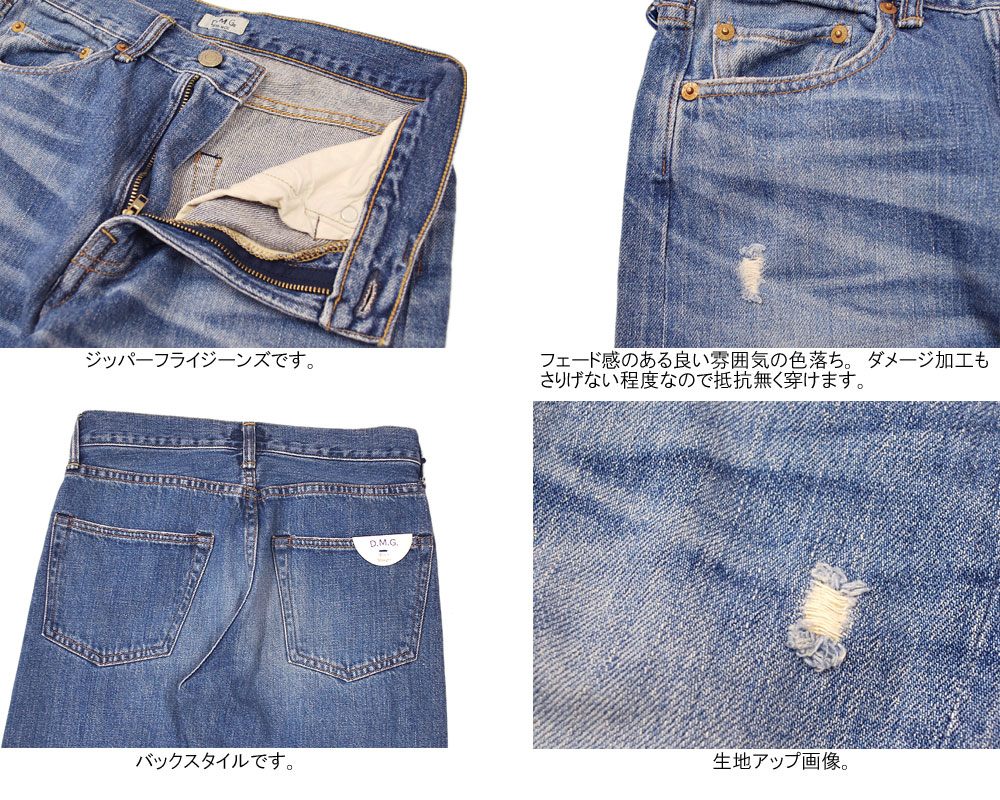 D.M.G.
ジッパーフライジーンズです。
フェード感のある良い雰囲気の色落ち。 ダメージ加工も
さりげない程度なので抵抗無く穿けます。
D.M.G.
バックスタイルです。
生地アップ画像。